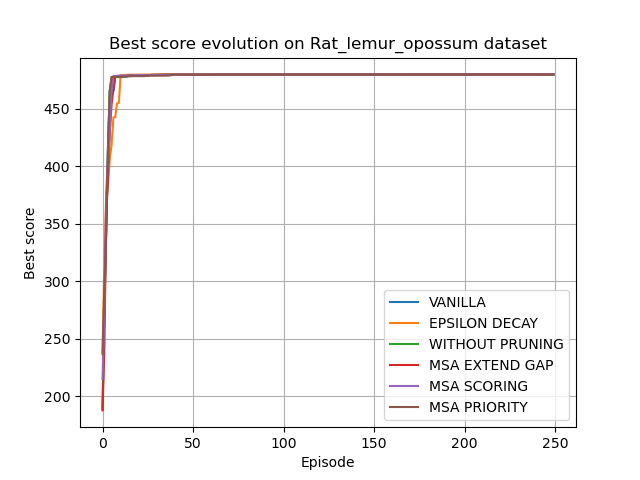 Best score evolution on Rat_lemur_opossum dataset
Best score
450
400
350
300
250
200
0
50
100
150
200
250
Episode
VANILLA
EPSILON DECAY
WITHOUT PRUNING
MSA EXTEND GAP
MSA SCORING
MSA PRIORITY